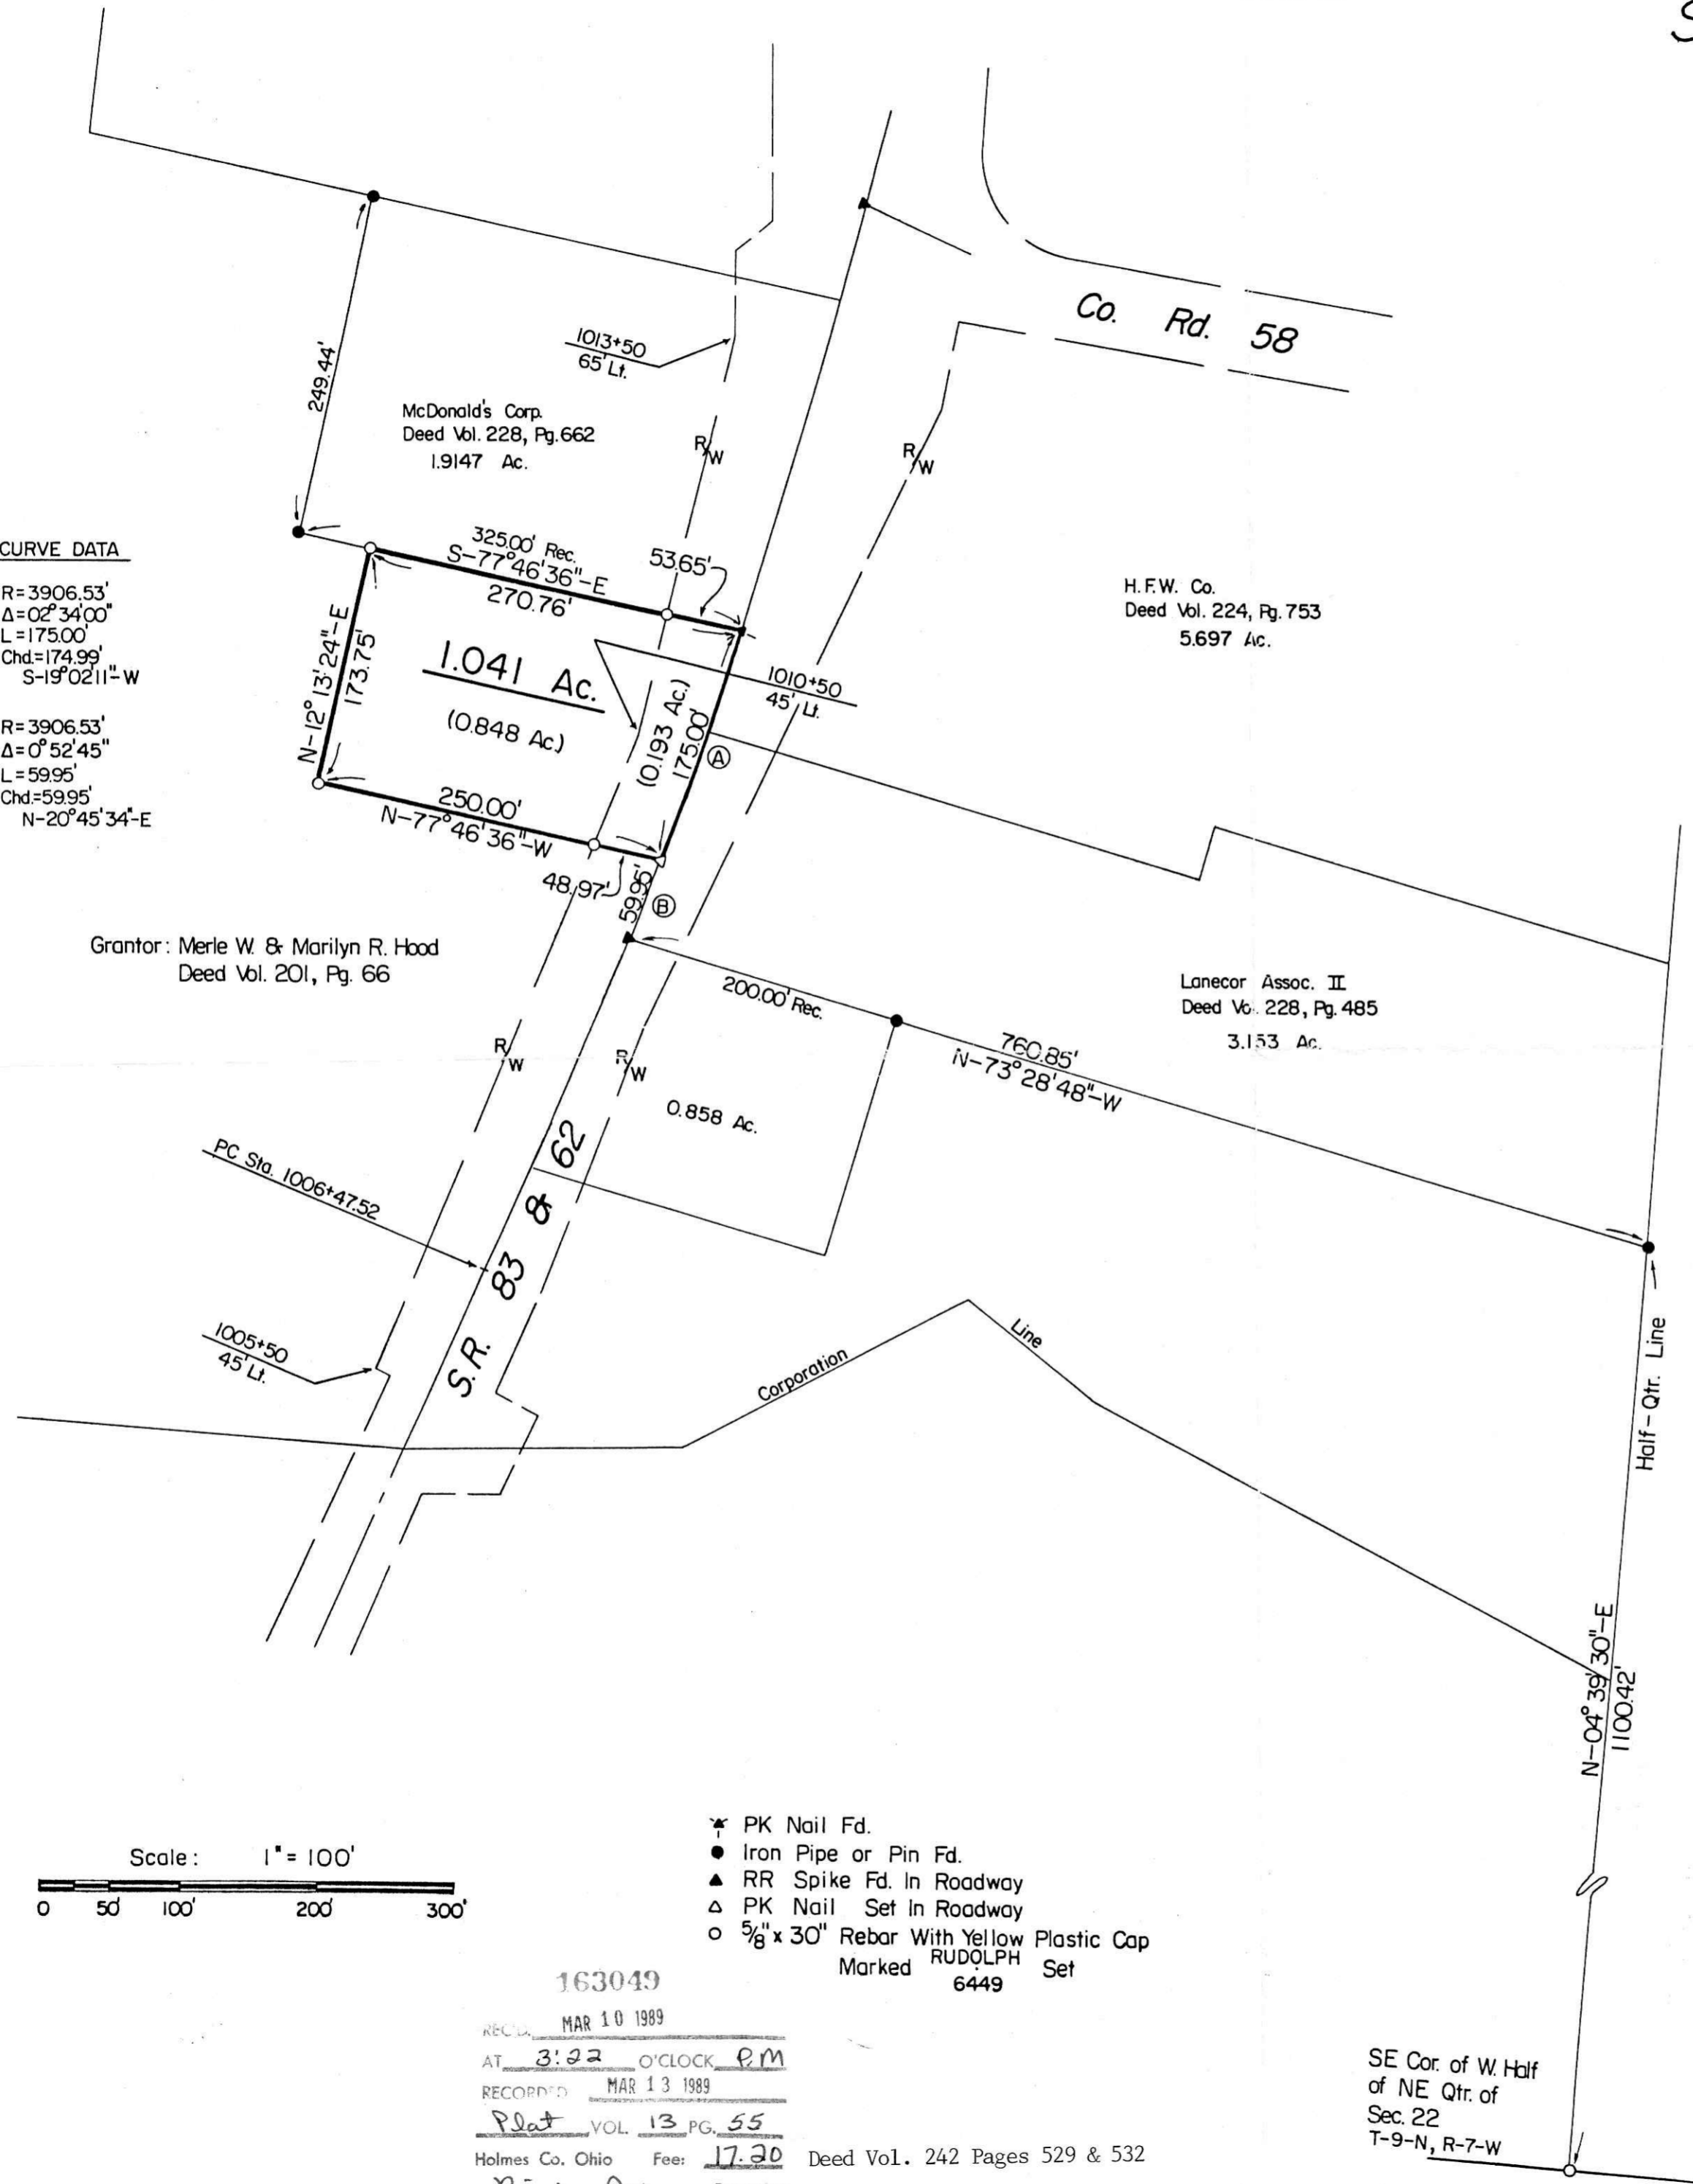 Co. Rd. 58
1013+50
65' Lt.
249.44'
McDonald's Corp.
Deed Vol. 228, Pg. 662
1.9147 Ac.
R/W
R/W
CURVE DATA
R=3906.53'
Δ=02°34'00"
L=175.00'
Chd.=174.99'
S-19°02'11"-W
R=3906.53'
Δ=0°52'45"
L=59.95'
Chd.=59.95'
N-20°45'34"-E
325.00' Rec.
S-77°46'36"-E
270.76'
53.65'
H.F.W. Co.
Deed Vol. 224, Pg. 753
5.697 Ac.
N-12°13'24"-E
173.75'
1.041 Ac.
(0.848 Ac.)
(0.193 Ac.)
175.00'
A
1010+50
45' Lt.
250.00'
N-77°46'36"-W
48.97'
59.95'
B
Grantor: Merle W. & Marilyn R. Hood
Deed Vol. 201, Pg. 66
200.00' Rec.
Lanecor Assoc. II
Deed Vo. 228, Pg. 485
3.153 Ac.
760.85'
N-73°28'48"-W
R/W
R/W
0.858 Ac.
PC Sta. 1006+47.52
S.R. 83 & 62
1005+50
45' Lt.
Corporation Line
Half-Qtr. Line
N-04°39'30"-E
1100.42'
Scale: 1" = 100'
0 50' 100' 200' 300'
PK Nail Fd.
Iron Pipe or Pin Fd.
RR Spike Fd. In Roadway
PK Nail Set In Roadway
5/8" x 30" Rebar With Yellow Plastic Cap
Marked RUDOLPH Set
6449
163049
REC'D. MAR 10 1989
AT 3:22 O'CLOCK P.M
RECORDED MAR 13 1989
Plat VOL. 13 PG. 55
Holmes Co. Ohio Fee: 17.20 Deed Vol. 242 Pages 529 & 532
SE Cor. of W. Half
of NE Qtr. of
Sec. 22
T-9-N, R-7-W